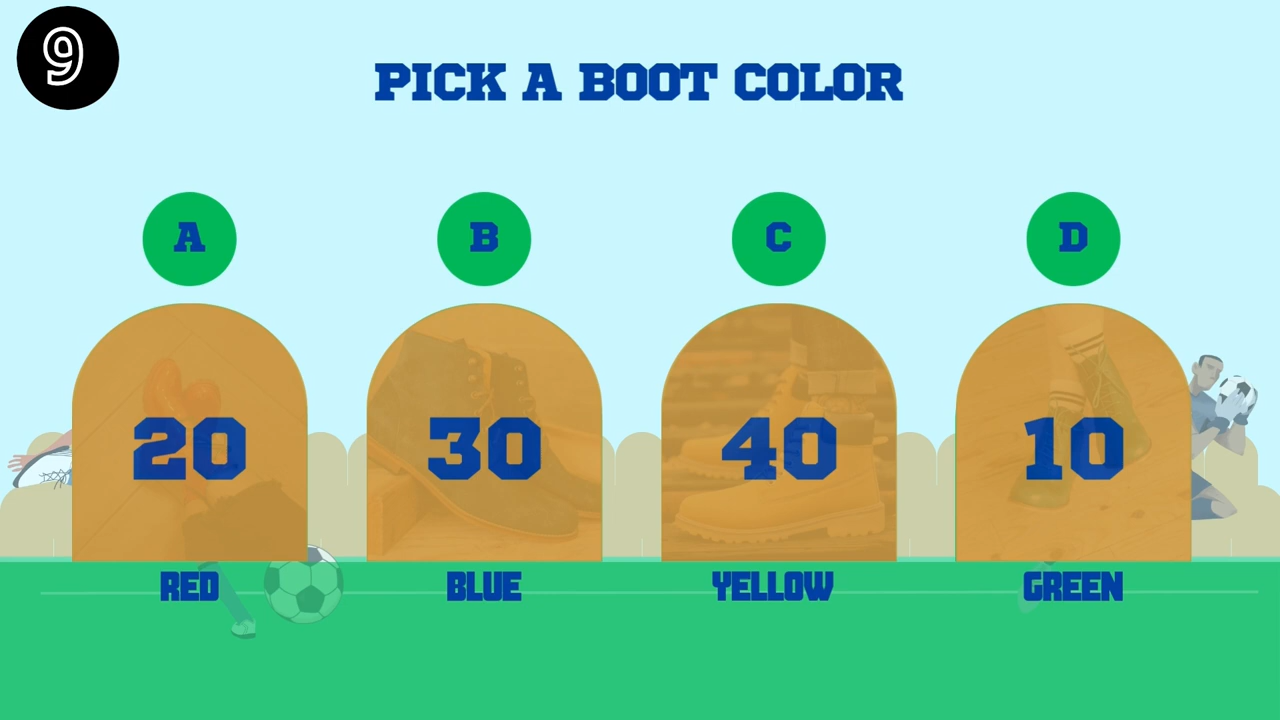 9
PICK A BOOT COLOR
A B C D
20 30 40 10
RED BLUE YELLOW GREEN